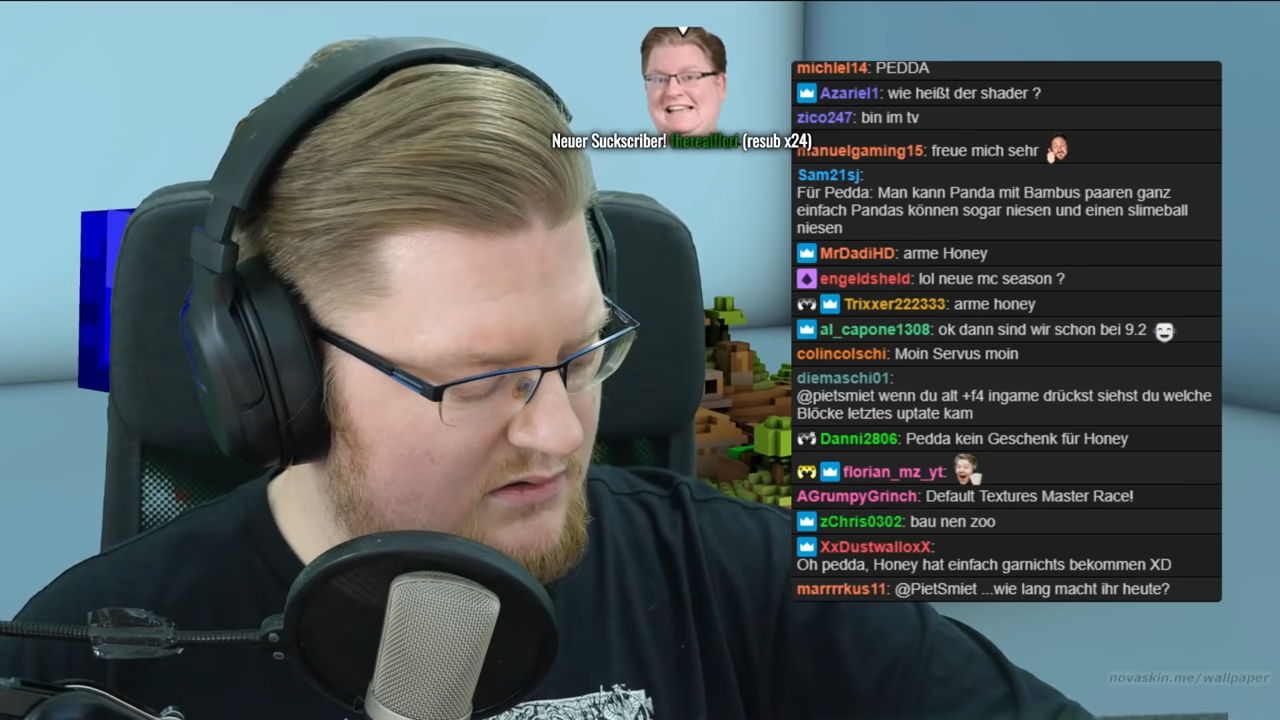 Neuer Suckscriber! (resub x24)
michiel14: PEDDA
Azariel1: wie heißt der shader ?
zico247: bin im tv
manuelgaming15: freue mich sehr
Sam21sj:
Für Pedda: Man kann Panda mit Bambus paaren ganz
einfach Pandas können sogar niesen und einen slimeball
niesen
MrDadiHD: arme Honey
engeldsheld: lol neue mc season ?
Trixxer222333: arme honey
al_capone1308: ok dann sind wir schon bei 9.2
colincolschi: Moin Servus moin
diemaschi01:
@pietsmiet wenn du alt +f4 ingame drückst siehst du welche
Blöcke letztes uptate kam
Danni2806: Pedda kein Geschenk für Honey
florian_mz_yt:
AGrumpyGrinch: Default Textures Master Race!
zChris0302: bau nen zoo
XxDustwalloxX:
Oh pedda, Honey hat einfach garnichts bekommen XD
marrrrkus11: @PietSmiet ...wie lang macht ihr heute?
novaskin.me/wallpaper